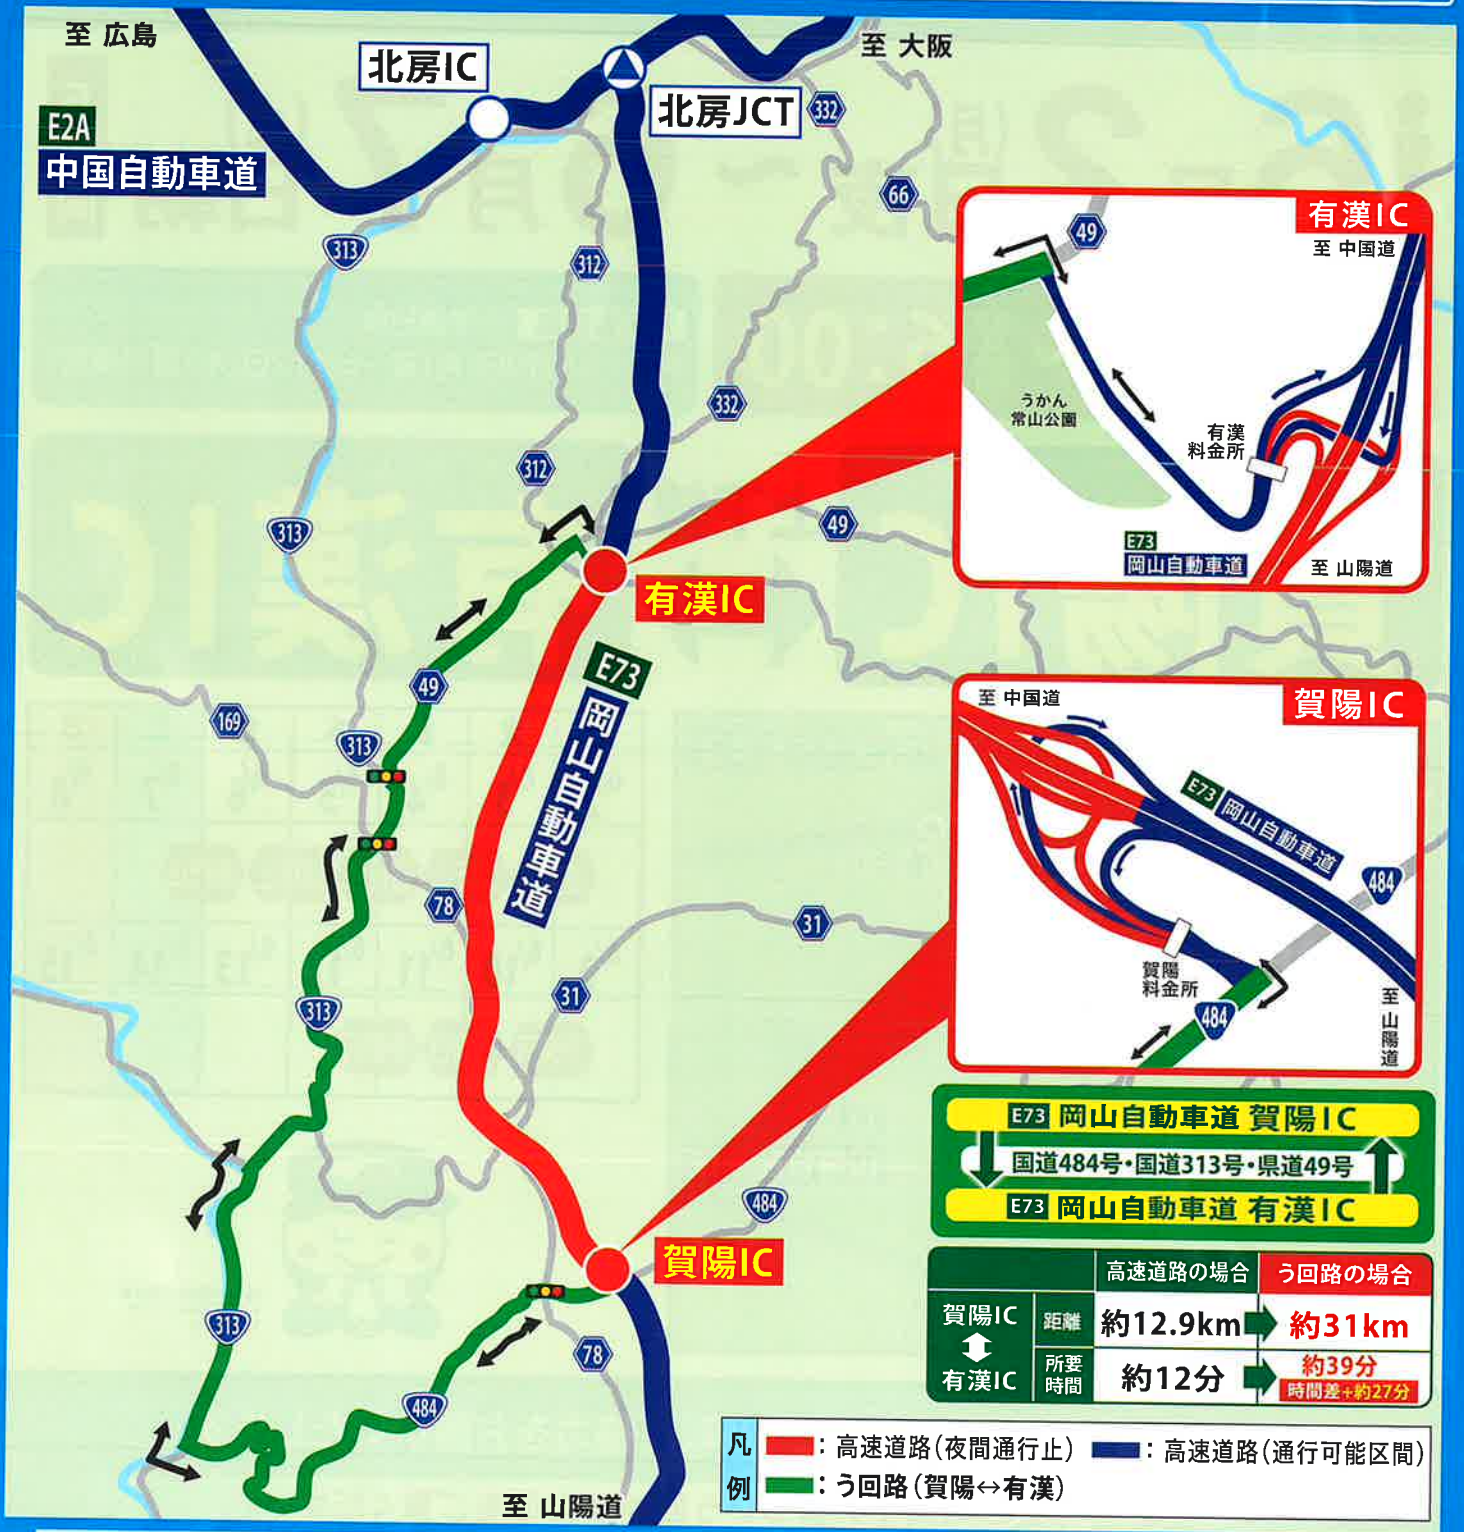 至 広島
至 大阪
北房IC
北房JCT
E2A
中国自動車道
332
66
313
312
332
312
313
49
有漢IC
E73
岡山自動車道
49
169
313
78
31
31
313
484
賀陽IC
313
78
484
至 山陽道
有漢IC
至 中国道
49
うかん
常山公園
有漢
料金所
E73
岡山自動車道
至 山陽道
賀陽IC
至 中国道
E73 岡山自動車道
484
賀陽
料金所
484
至 山陽道
E73 岡山自動車道 賀陽IC
国道484号・国道313号・県道49号
E73 岡山自動車道 有漢IC
高速道路の場合 う回路の場合
賀陽IC
有漢IC
距離 約12.9km 約31km
所要
時間
約12分 約39分
時間差+約27分
凡例
:高速道路(夜間通行止) :高速道路(通行可能区間)
:う回路(賀陽↔有漢)